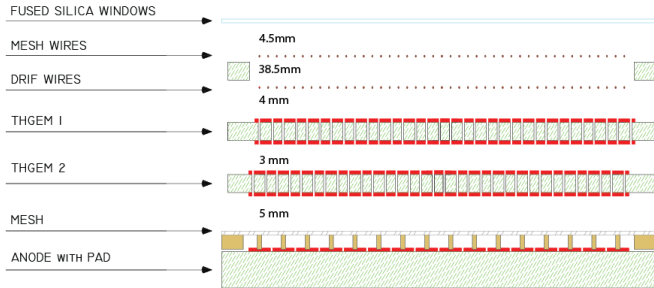 FUSED SILICA WINDOWS
4.5mm
MESH WIRES
38.5mm
DRIF WIRES
4 mm
THGEM 1
3 mm
THGEM 2
5 mm
MESH
ANODE WITH PAD